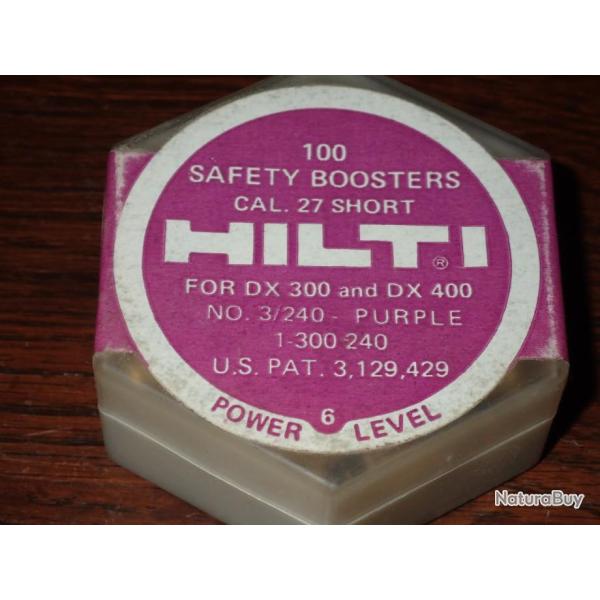 100
SAFETY BOOSTERS
CAL. 27 SHORT
HILTI®
FOR DX 300 and DX 400
NO. 3/240 - PURPLE
1-300 240
U.S. PAT. 3,129,429
POWER 6 LEVEL
NaturaBuy